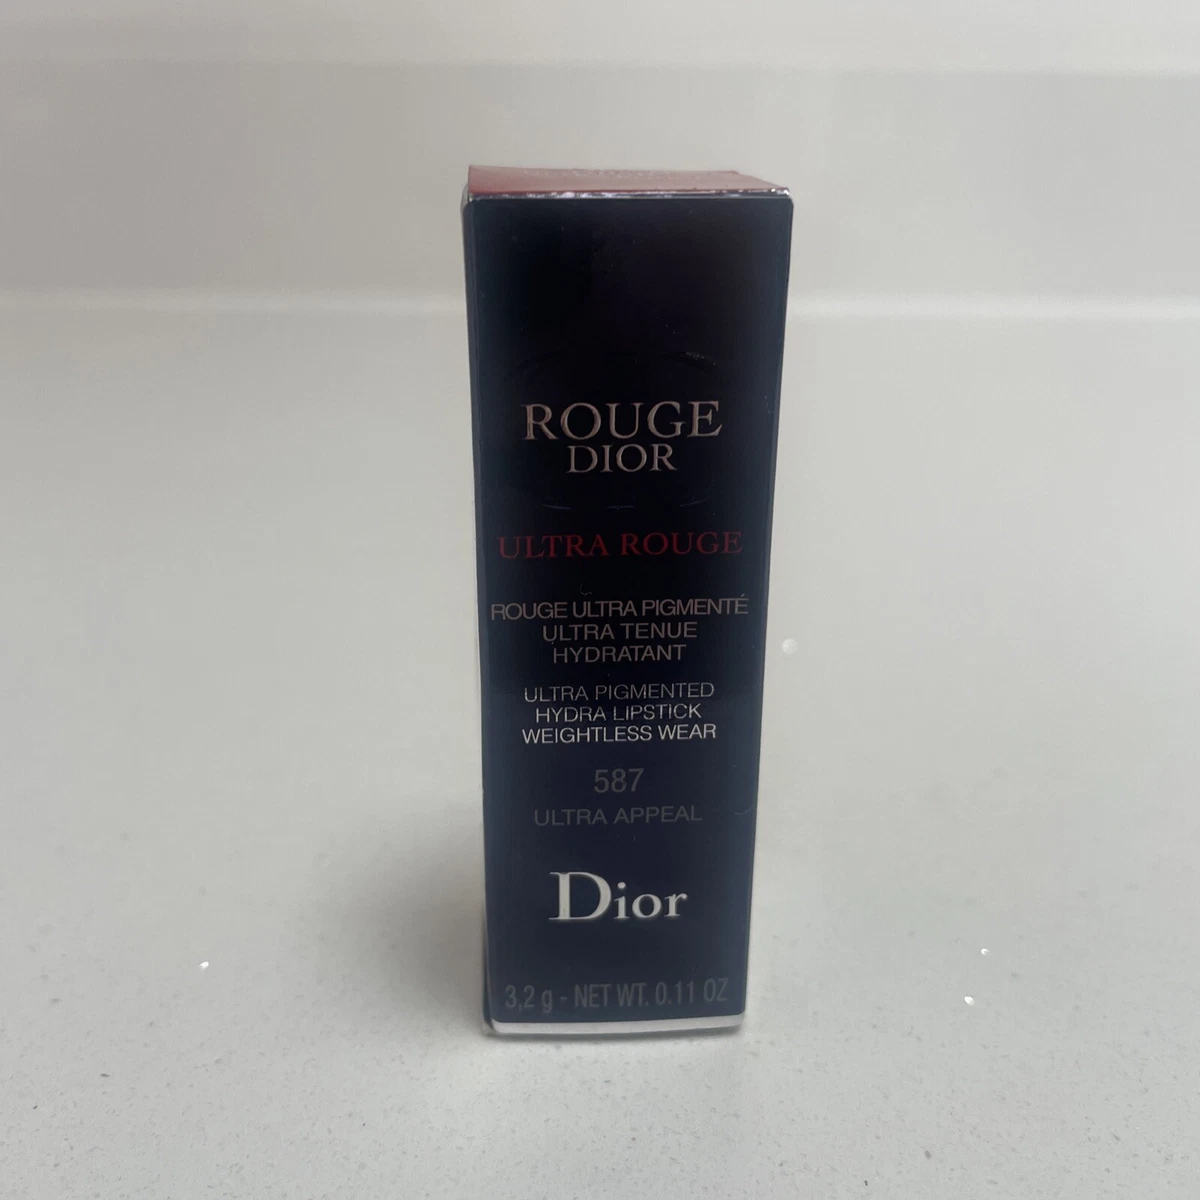 ROUGE
DIOR
ULTRA ROUGE
ROUGE ULTRA PIGMENTÉ
ULTRA TENUE
HYDRATANT
ULTRA PIGMENTED
HYDRA LIPSTICK
WEIGHTLESS WEAR
587
ULTRA APPEAL
Dior
3,2 g - NET WT. 0.11 OZ